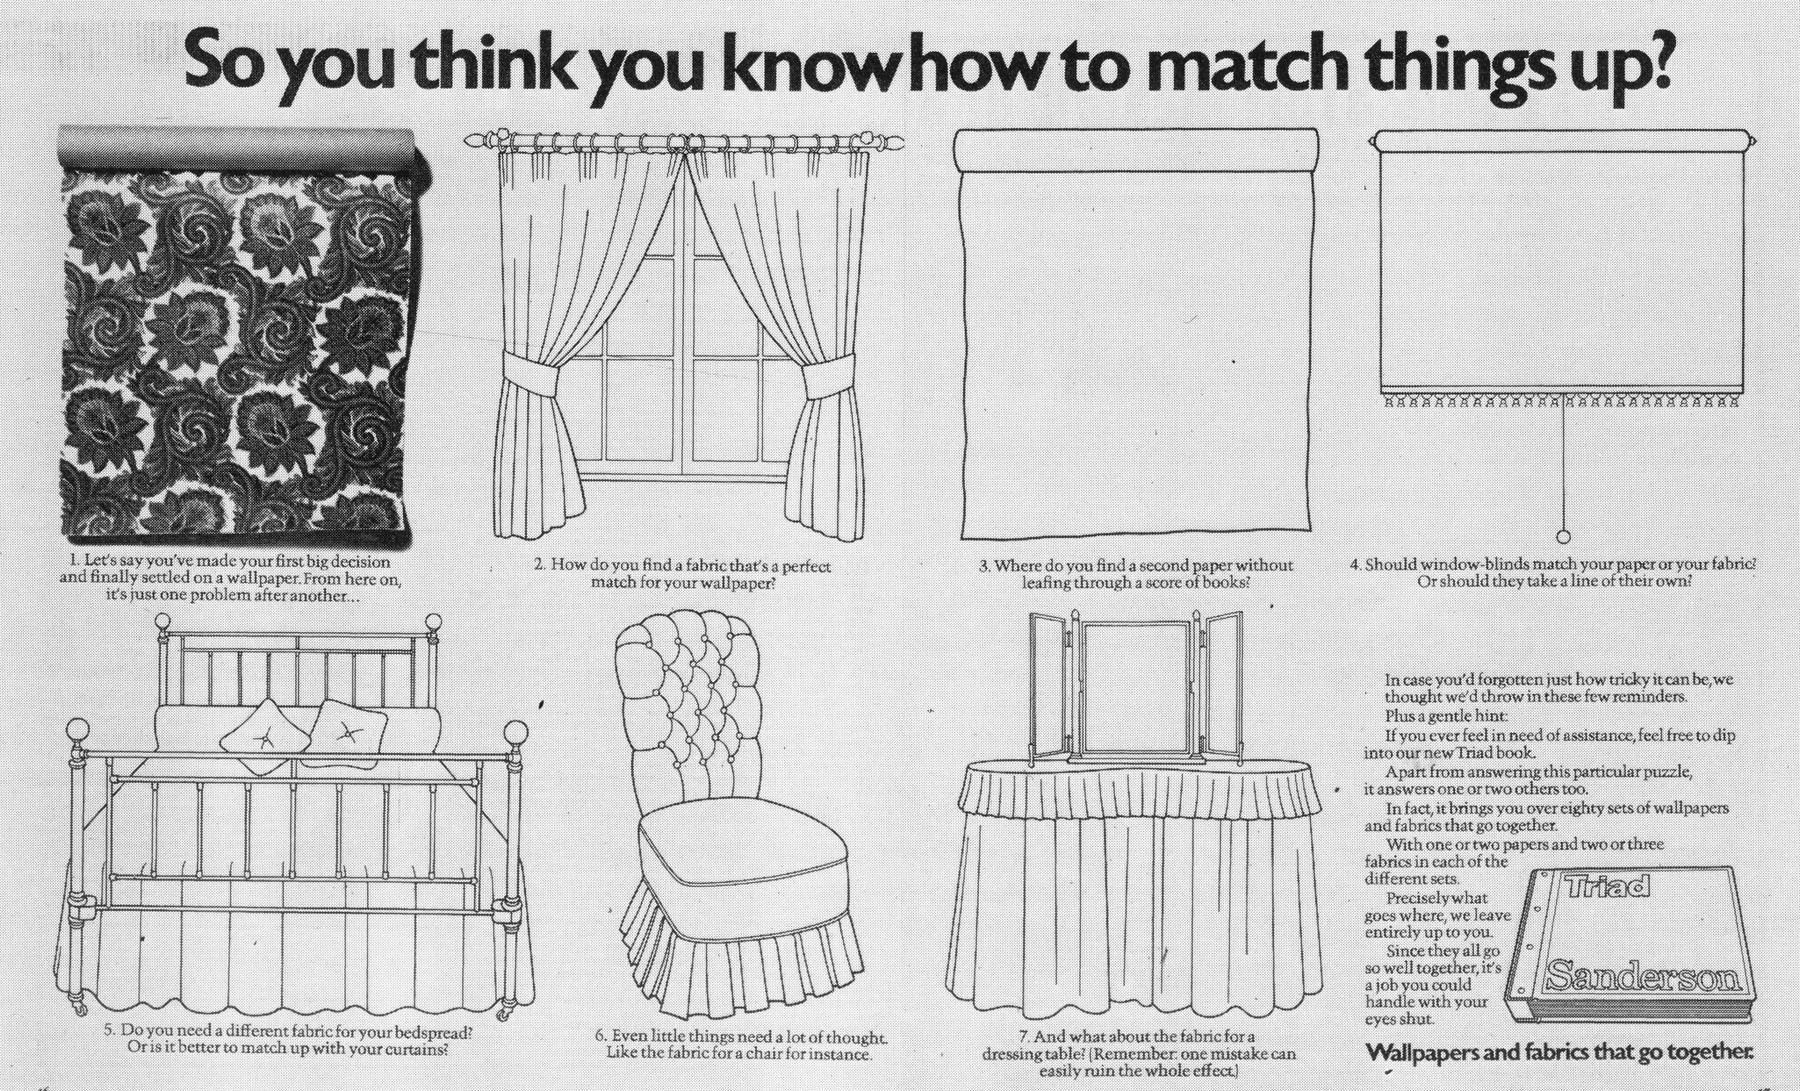 So you think you know how to match things up?
1. Let's say you've made your first big decision
and finally settled on a wallpaper. From here on,
it's just one problem after another...
2. How do you find a fabric that's a perfect
match for your wallpaper?
3. Where do you find a second paper without
leafing through a score of books?
4. Should window-blinds match your paper or your fabric?
Or should they take a line of their own?
5. Do you need a different fabric for your bedspread?
Or is it better to match up with your curtains?
6. Even little things need a lot of thought.
Like the fabric for a chair for instance.
7. And what about the fabric for a
dressing table? (Remember: one mistake can
easily ruin the whole effect.)
In case you'd forgotten just how tricky it can be, we
thought we'd throw in these few reminders.
Plus a gentle hint:
If you ever feel in need of assistance, feel free to dip
into our new Triad book.
Apart from answering this particular puzzle,
it answers one or two others too.
In fact, it brings you over eighty sets of wallpapers
and fabrics that go together.
With one or two papers and two or three
fabrics in each of the
different sets.
Precisely what
goes where, we leave
entirely up to you.
Since they all go
so well together, it's
a job you could
handle with your
eyes shut.
Triad
Sanderson
Wallpapers and fabrics that go together.